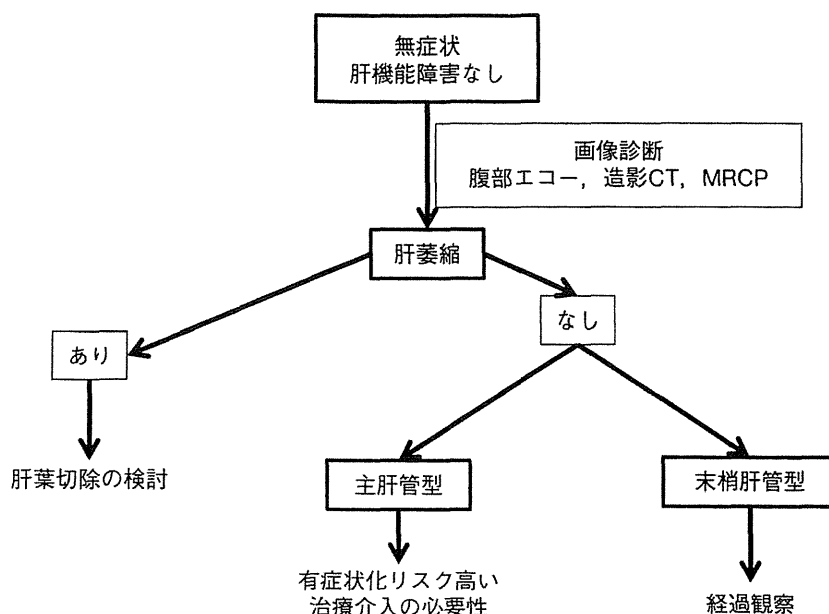 無症状
肝機能障害なし
画像診断
腹部エコー，造影CT，MRCP
肝萎縮
なし
あり
肝葉切除の検討
主肝管型
末梢肝管型
有症状化リスク高い
治療介入の必要性
経過観察